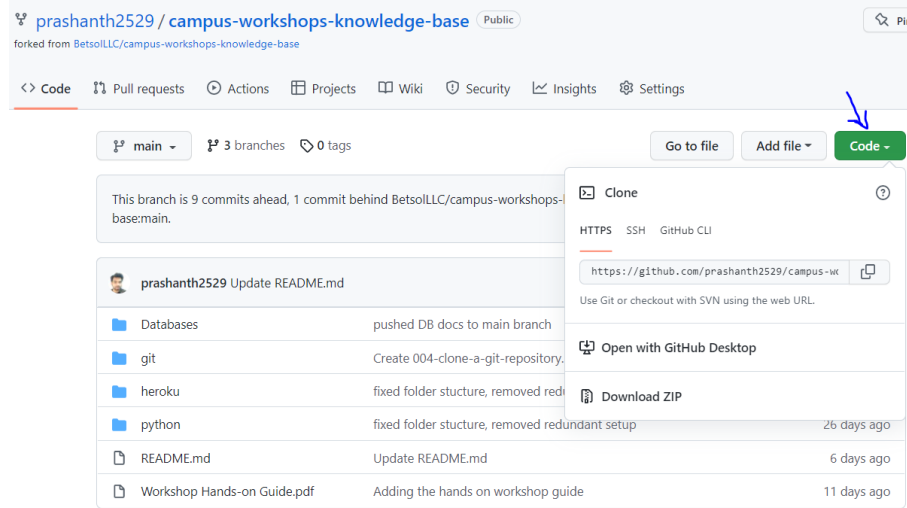 prashanth2529 / campus-workshops-knowledge-base Public
forked from BetsolLLC/campus-workshops-knowledge-base
Code Pull requests Actions Projects Wiki Security Insights Settings
main 3 branches 0 tags Go to file Add file Code
This branch is 9 commits ahead, 1 commit behind BetsolLLC/campus-workshops-
base:main.
Clone
HTTPS SSH GitHub CLI
https://github.com/prashanth2529/campus-wo
Use Git or checkout with SVN using the web URL.
Open with GitHub Desktop
Download ZIP
prashanth2529 Update README.md
Databases pushed DB docs to main branch
git Create 004-clone-a-git-repository.
heroku fixed folder stucture, removed redu
python fixed folder stucture, removed redundant setup 26 days ago
README.md Update README.md 6 days ago
Workshop Hands-on Guide.pdf Adding the hands on workshop guide 11 days ago